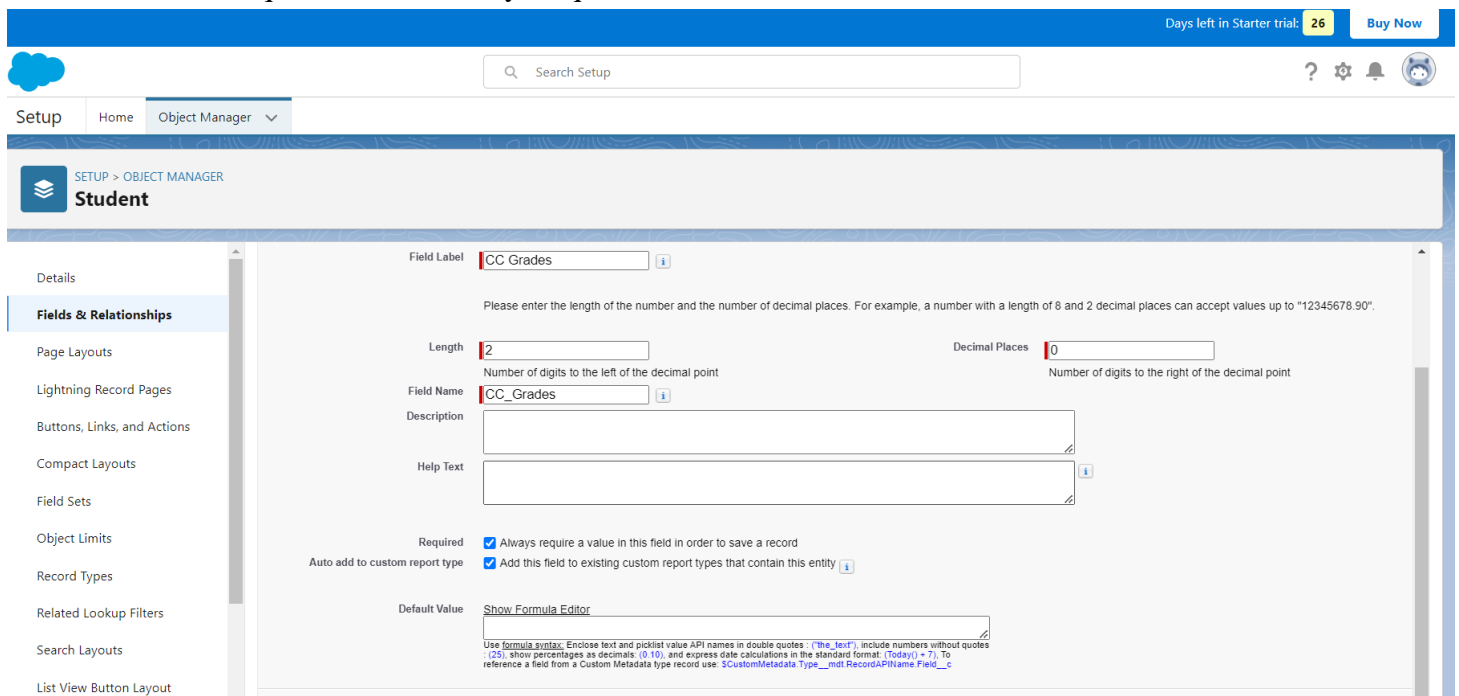 Days left in Starter trial: 26 Buy Now
Search Setup
Setup Home Object Manager
SETUP > OBJECT MANAGER
Student
Details
Fields & Relationships
Page Layouts
Lightning Record Pages
Buttons, Links, and Actions
Compact Layouts
Field Sets
Object Limits
Record Types
Related Lookup Filters
Search Layouts
List View Button Layout
Field Label CC Grades
Please enter the length of the number and the number of decimal places. For example, a number with a length of 8 and 2 decimal places can accept values up to "12345678.90".
Length 2 Decimal Places 0
Number of digits to the left of the decimal point Number of digits to the right of the decimal point
Field Name CC_Grades
Description
Help Text
Required Always require a value in this field in order to save a record
Auto add to custom report type Add this field to existing custom report types that contain this entity
Default Value Show Formula Editor
Use formula syntax: Enclose text and picklist value API names in double quotes : ("the_text"), include numbers without quotes
: (25), show percentages as decimals: (0.10), and express date calculations in the standard format: (Today() + 7), To
reference a field from a Custom Metadata type record use: $CustomMetadata.Type__mdt.RecordAPIName.Field__c